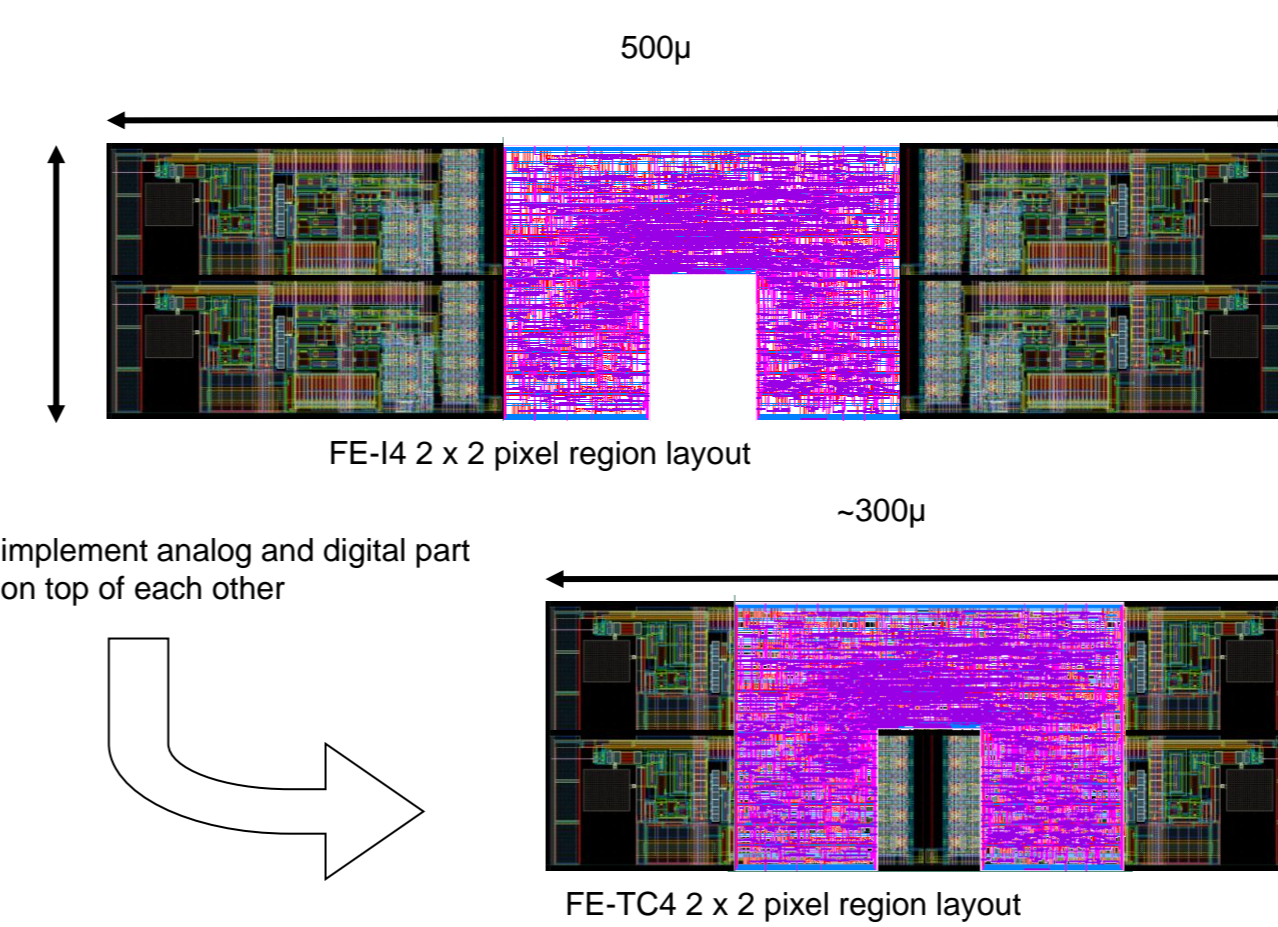 500µ
FE-I4 2 x 2 pixel region layout
~300µ
implement analog and digital part
on top of each other
FE-TC4 2 x 2 pixel region layout